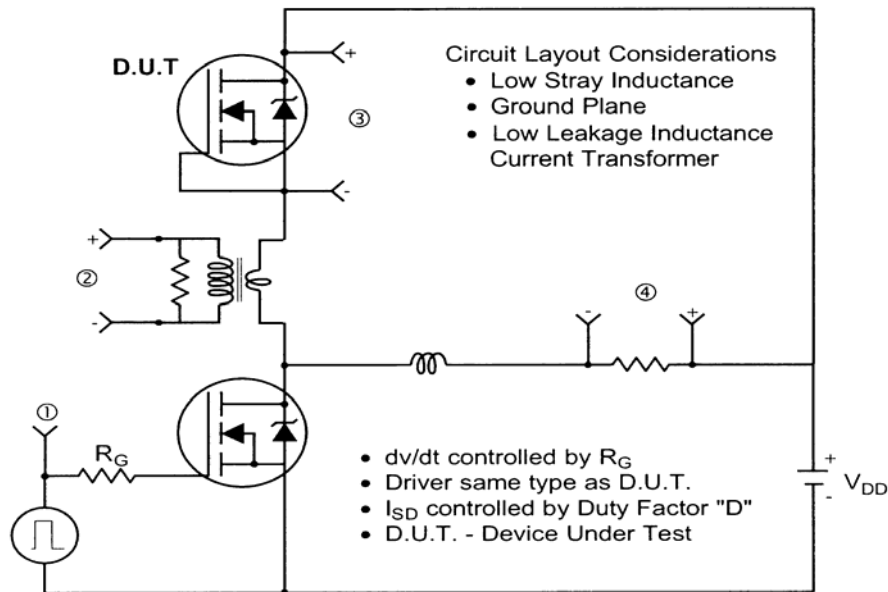 D.U.T
+
Circuit Layout Considerations
• Low Stray Inductance
• Ground Plane
• Low Leakage Inductance
Current Transformer
③
-
+
②
-
④
- +
①
R_G
• dv/dt controlled by R_G
• Driver same type as D.U.T.
• I_SD controlled by Duty Factor "D"
• D.U.T. - Device Under Test
+
V_DD
-